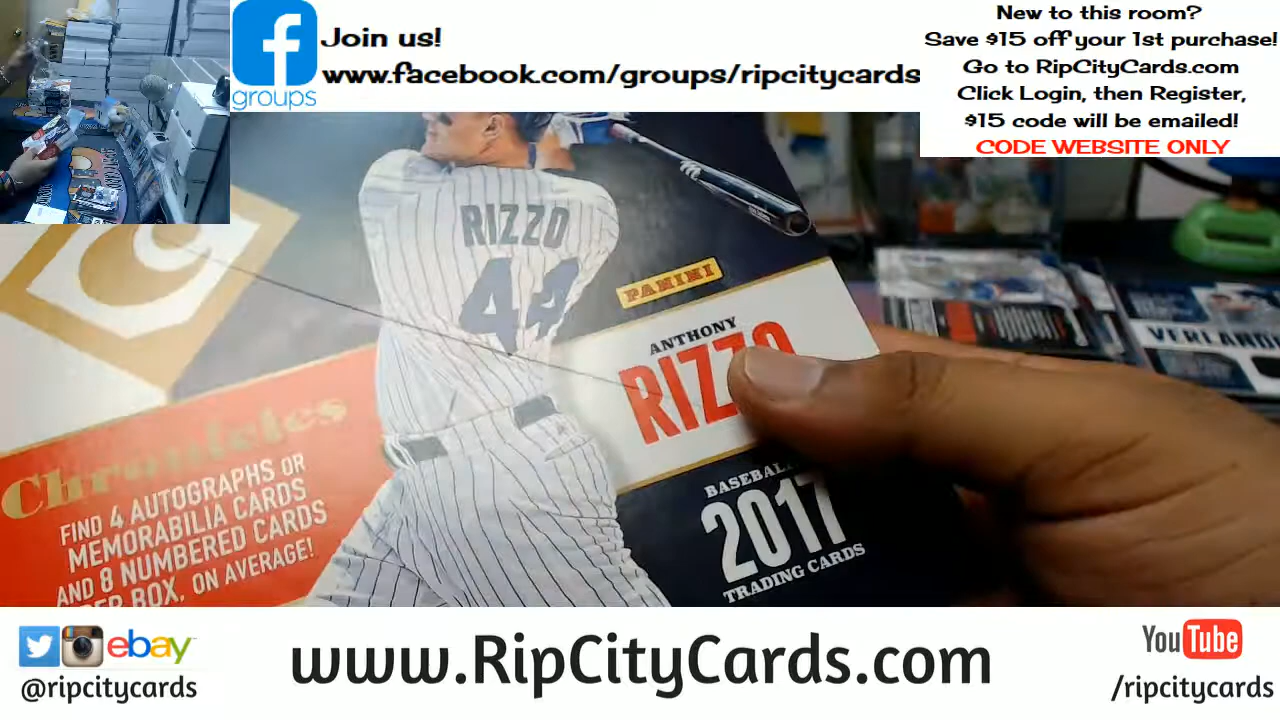 groups
Join us!
www.facebook.com/groups/ripcitycards
New to this room?
Save $15 off your 1st purchase!
Go to RipCityCards.com
Click Login, then Register,
$15 code will be emailed!
CODE WEBSITE ONLY
RIZZO
44
PANINI
ANTHONY
RIZZO
BASEBALL
2017
TRADING CARDS
Chronicles
FIND 4 AUTOGRAPHS OR
MEMORABILIA CARDS
AND 8 NUMBERED CARDS
PER BOX, ON AVERAGE!
VERLAND
ebay
@ripcitycards
www.RipCityCards.com
YouTube
/ripcitycards